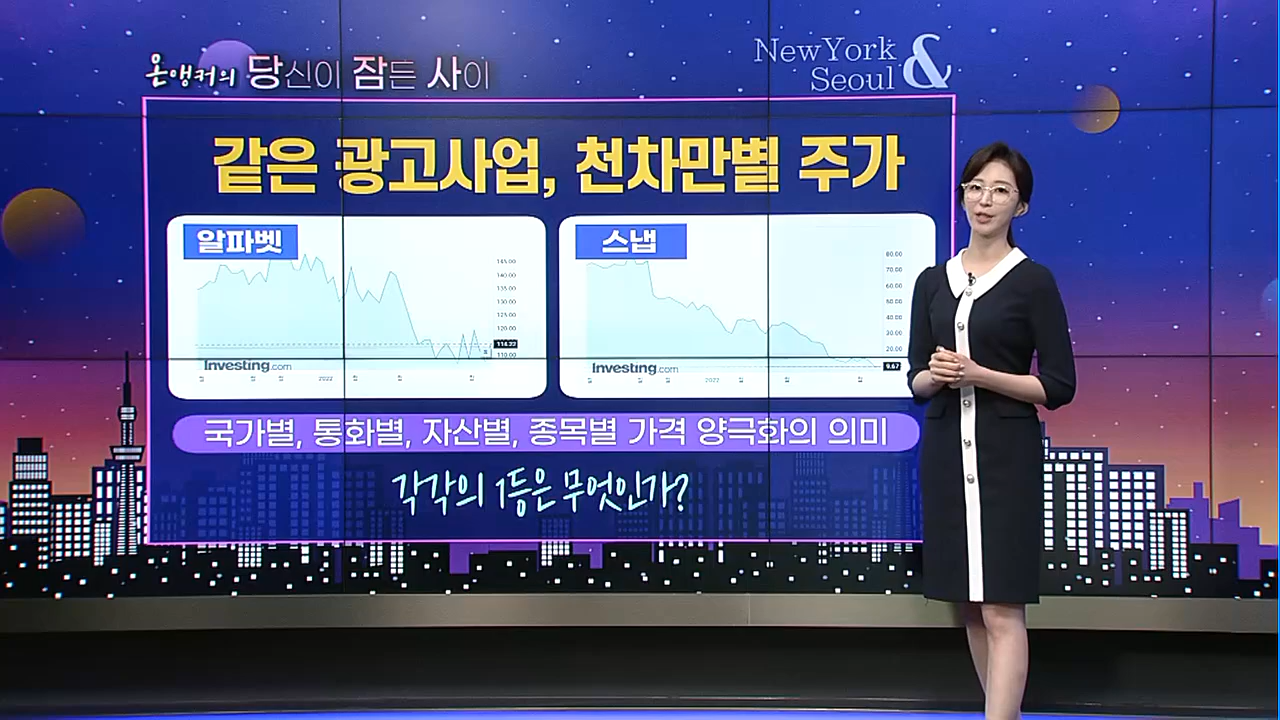 온앵커의 당신이 잠든 사이
NewYork &
Seoul
같은 광고사업, 천차만별 주가
알파벳
145.00
140.00
135.00
130.00
125.00
120.00
114.22
110.00
Investing.com
2022
스냅
80.00
70.00
60.00
50.00
40.00
30.00
20.00
9.67
Investing.com
2022
국가별, 통화별, 자산별, 종목별 가격 양극화의 의미
각각의 1등은 무엇인가?